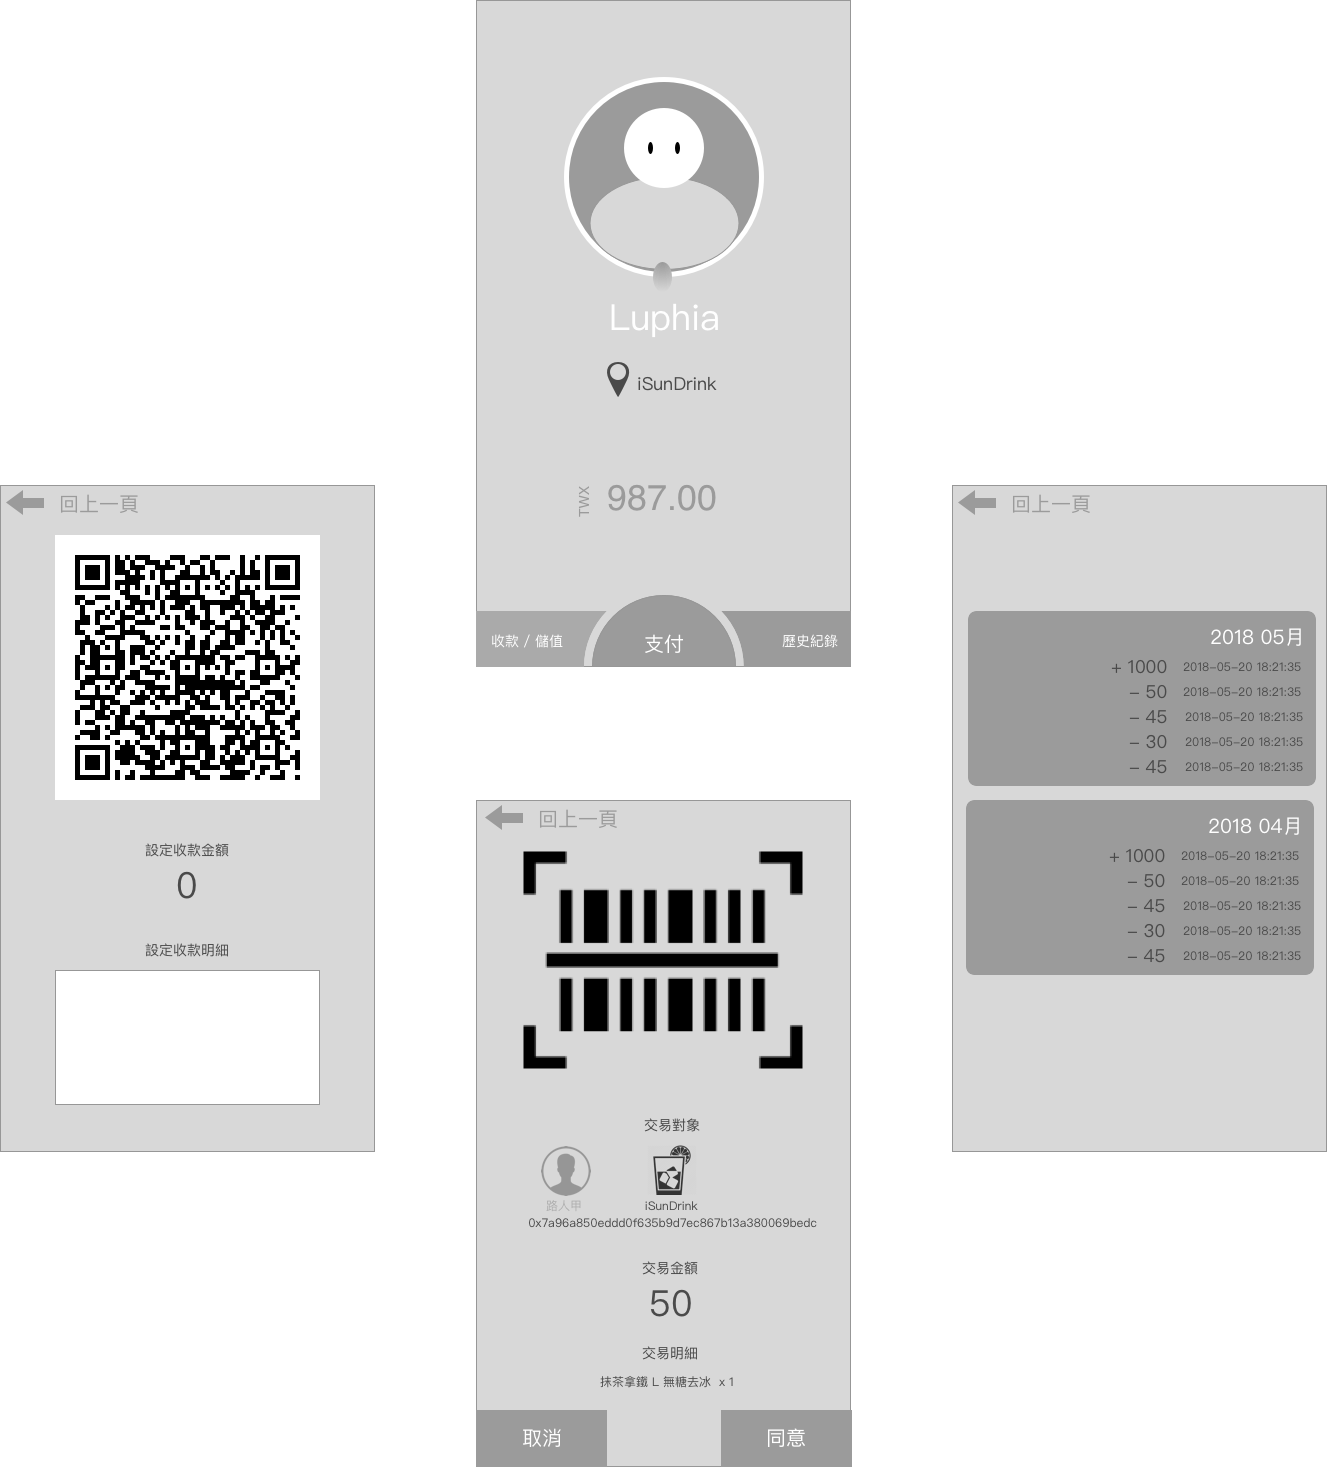 Luphia
iSunDrink
TWX 987.00
收款 / 儲值
支付
歷史紀錄
回上一頁
設定收款金額
0
設定收款明細
回上一頁
交易對象
路人甲
iSunDrink
0x7a96a850eddd0f635b9d7ec867b13a380069bedc
交易金額
50
交易明細
抹茶拿鐵 L 無糖去冰 x 1
取消
同意
回上一頁
2018 05月
+ 1000 2018-05-20 18:21:35
- 50 2018-05-20 18:21:35
- 45 2018-05-20 18:21:35
- 30 2018-05-20 18:21:35
- 45 2018-05-20 18:21:35
2018 04月
+ 1000 2018-05-20 18:21:35
- 50 2018-05-20 18:21:35
- 45 2018-05-20 18:21:35
- 30 2018-05-20 18:21:35
- 45 2018-05-20 18:21:35